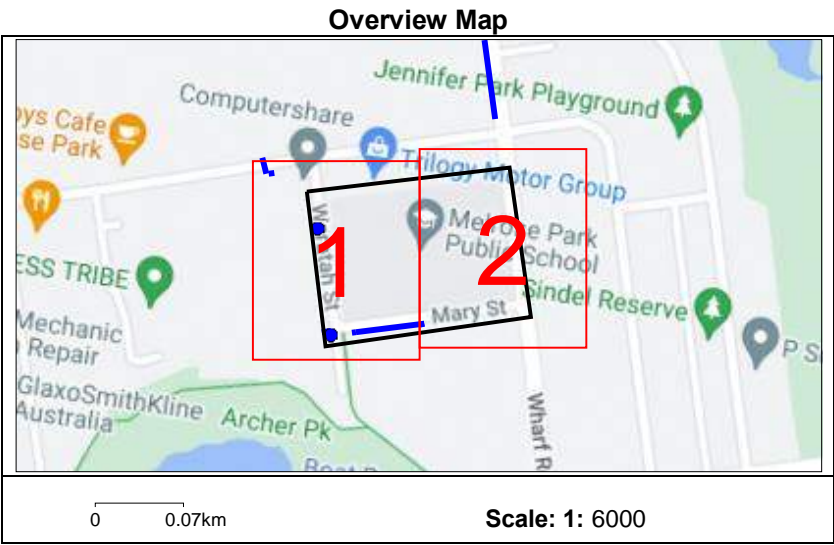 Overview Map
Jennifer Park Playground
Computershare
oys Cafe
se Park
Trilogy Motor Group
Melrose Park
Public School
1
2
ESS TRIBE
Sindel Reserve
Mary St
Mechanic
Repair
P S
GlaxoSmithKline
Australia
Archer Pk
Wharf R
0 0.07km
Scale: 1: 6000